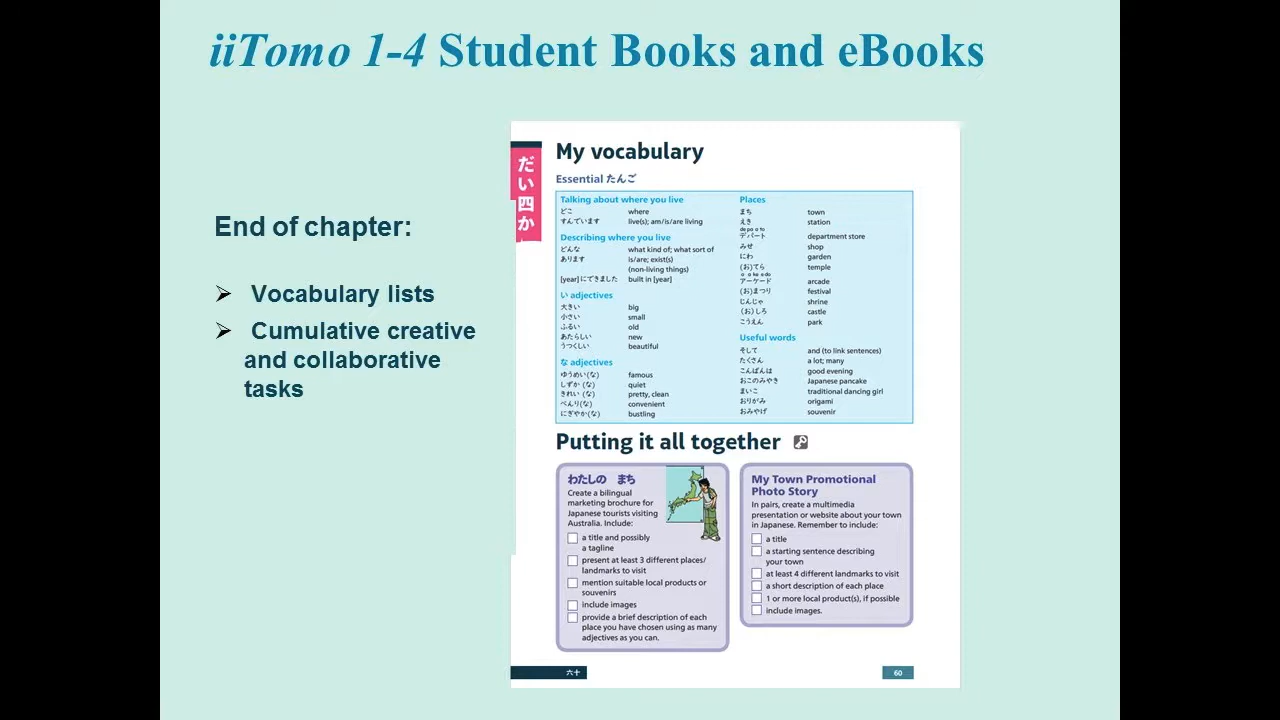 iiTomo 1-4 Student Books and eBooks
End of chapter:
Vocabulary lists
Cumulative creative
and collaborative
tasks
だい四か
My vocabulary
Essential たんご
Talking about where you live
どこ where
すんでいます live(s); am/is/are living
Describing where you live
どんな what kind of; what sort of
あります is/are; exist(s)
(non-living things)
[year]にできました built in [year]
い adjectives
大きい big
小さい small
ふるい old
あたらしい new
うつくしい beautiful
な adjectives
ゆうめい(な) famous
しずか (な) quiet
きれい (な) pretty, clean
べんり(な) convenient
にぎやか(な) bustling
Places
まち town
えき station
de pa a to
デパート department store
みせ shop
にわ garden
(お)てら temple
a a ke e do
アーケード arcade
(お)まつり festival
じんじゃ shrine
(お)しろ castle
こうえん park
Useful words
そして and (to link sentences)
たくさん a lot; many
こんばんは good evening
おこのみやき Japanese pancake
まいこ traditional dancing girl
おりがみ origami
おみやげ souvenir
Putting it all together
わたしの まち
Create a bilingual
marketing brochure for
Japanese tourists visiting
Australia. Include:
a title and possibly
a tagline
present at least 3 different places/
landmarks to visit
mention suitable local products or
souvenirs
include images
provide a brief description of each
place you have chosen using as many
adjectives as you can.
My Town Promotional
Photo Story
In pairs, create a multimedia
presentation or website about your town
in Japanese. Remember to include:
a title
a starting sentence describing
your town
at least 4 different landmarks to visit
a short description of each place
1 or more local product(s), if possible
include images.
六十
60